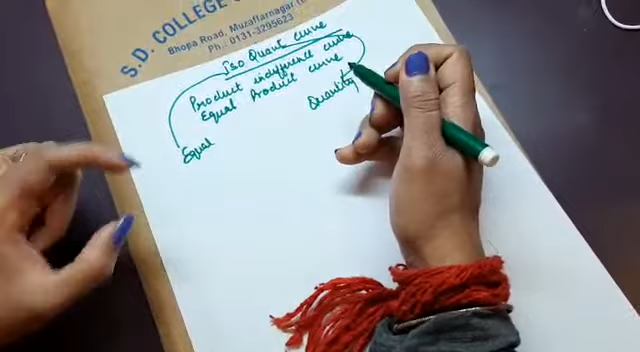 S.D. COLLEGE O
Bhopa Road, Muzaffarnagar (
Ph.: 0131-3295623
Iso Quant curve
Product indifference curve
Equal Product curve
Quantity
Equal